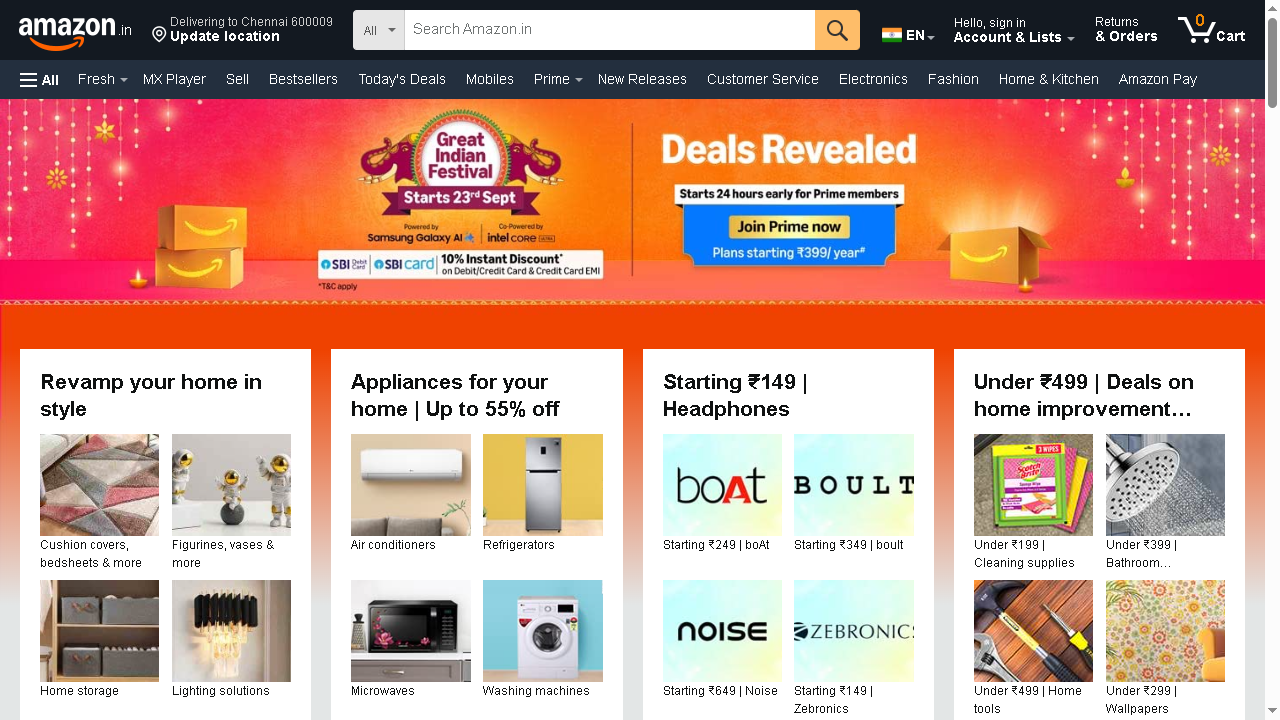 amazon.in
Delivering to Chennai 600009
Update location
All
Search Amazon.in
EN
Hello, sign in
Account & Lists
Returns
& Orders
0
Cart
All
Fresh
MX Player
Sell
Bestsellers
Today's Deals
Mobiles
Prime
New Releases
Customer Service
Electronics
Fashion
Home & Kitchen
Amazon Pay
Great
Indian
Festival
Starts 23rd Sept
Powered by
Samsung Galaxy AI
Co-Powered by
intel CORE ULTRA
SBI Debit Card
SBI card
10% Instant Discount*
on Debit/Credit Card & Credit Card EMI
*T&C apply
Deals Revealed
Starts 24 hours early for Prime members
Join Prime now
Plans starting ₹399/ year#
Revamp your home in
style
Cushion covers,
bedsheets & more
Figurines, vases &
more
Home storage
Lighting solutions
Appliances for your
home | Up to 55% off
Air conditioners
Refrigerators
Microwaves
Washing machines
Starting ₹149 |
Headphones
boAt
Starting ₹249 | boAt
BOULT
Starting ₹349 | boult
noise
Starting ₹649 | Noise
ZEBRONICS
Starting ₹149 |
Zebronics
Under ₹499 | Deals on
home improvement…
3 WIPES
Scotch
Brite
Under ₹199 |
Cleaning supplies
Under ₹399 |
Bathroom…
Under ₹499 | Home
tools
Under ₹299 |
Wallpapers